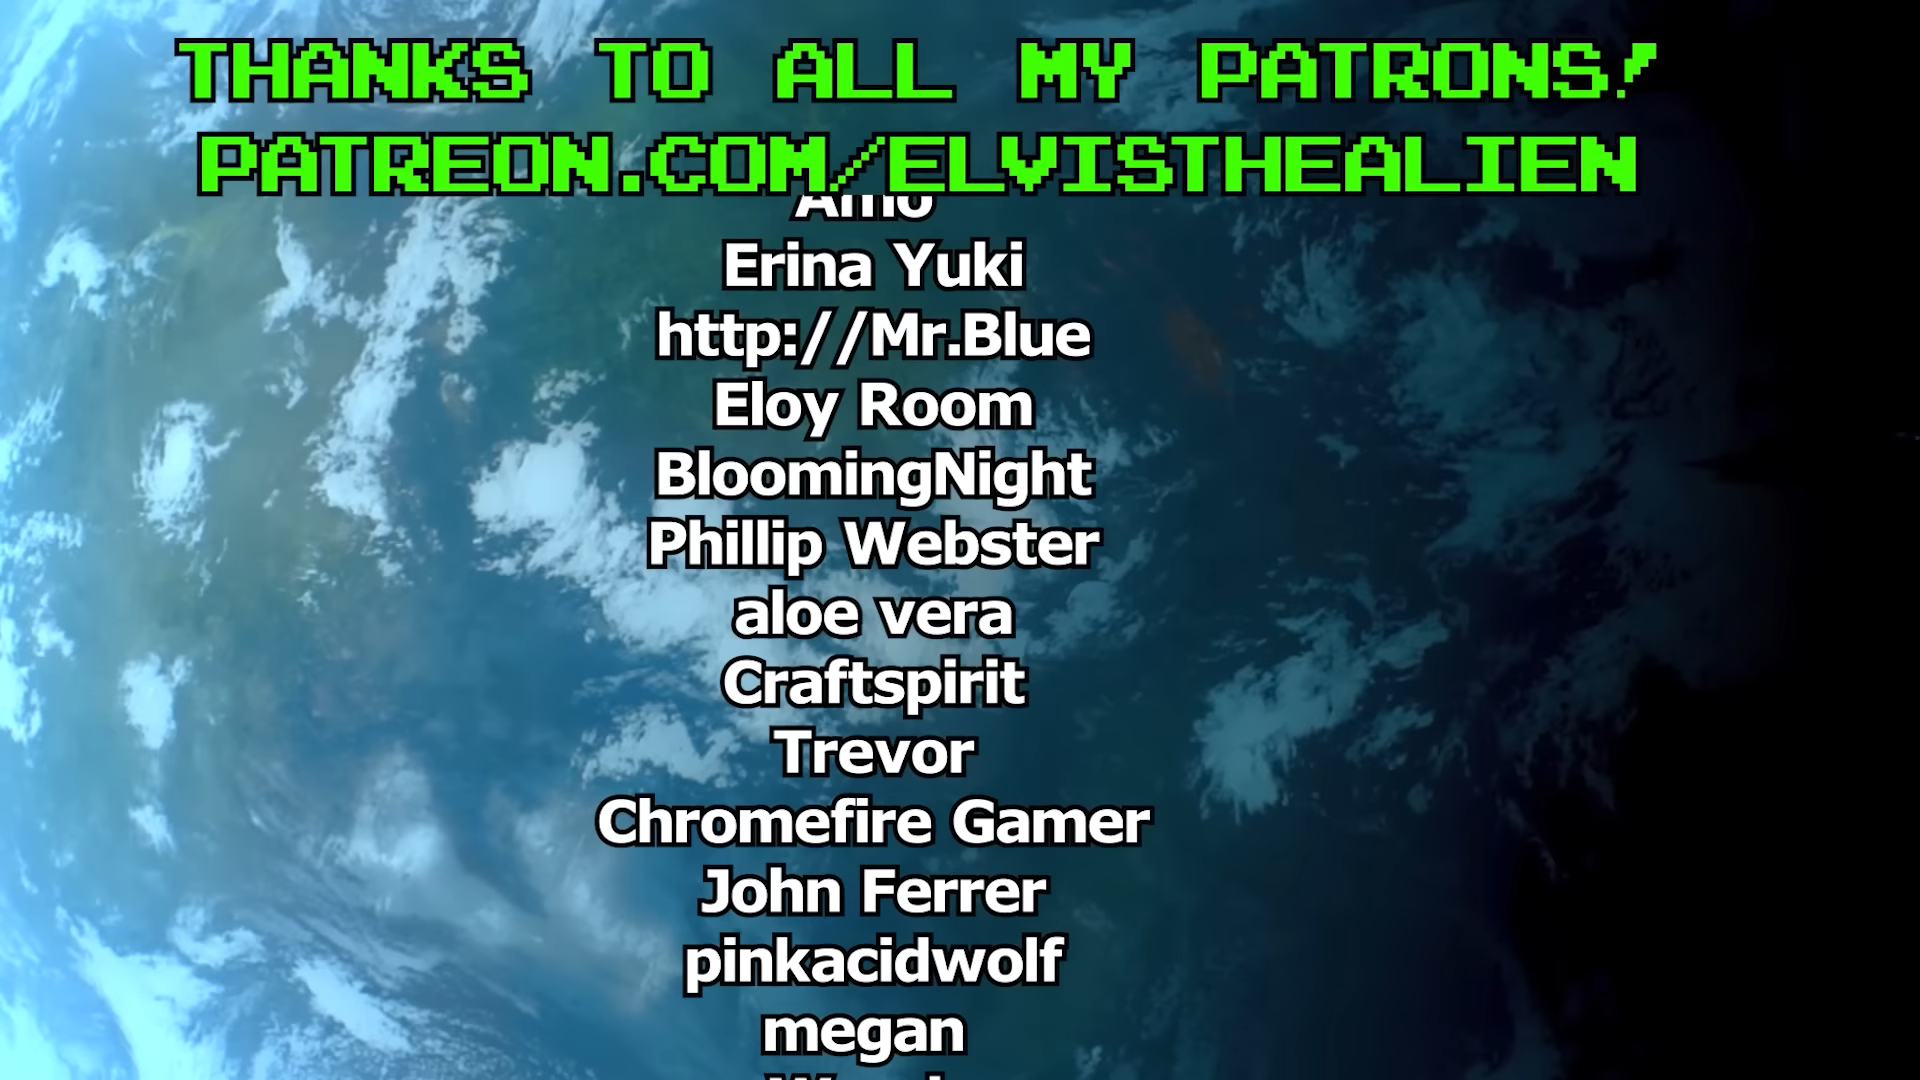 THANKS TO ALL MY PATRONS!
PATREON.COM/ELVISTHEALIEN
Erina Yuki
http://Mr.Blue
Eloy Room
BloomingNight
Phillip Webster
aloe vera
Craftspirit
Trevor
Chromefire Gamer
John Ferrer
pinkacidwolf
megan